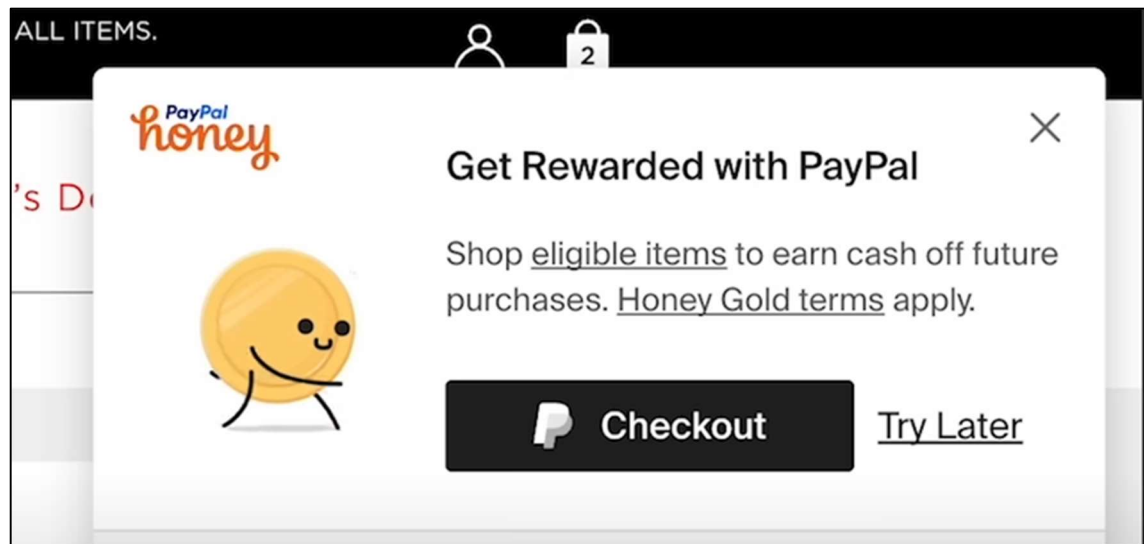 ALL ITEMS.
2
PayPal
honey
Get Rewarded with PayPal
's D
Shop eligible items to earn cash off future
purchases. Honey Gold terms apply.
Checkout
Try Later